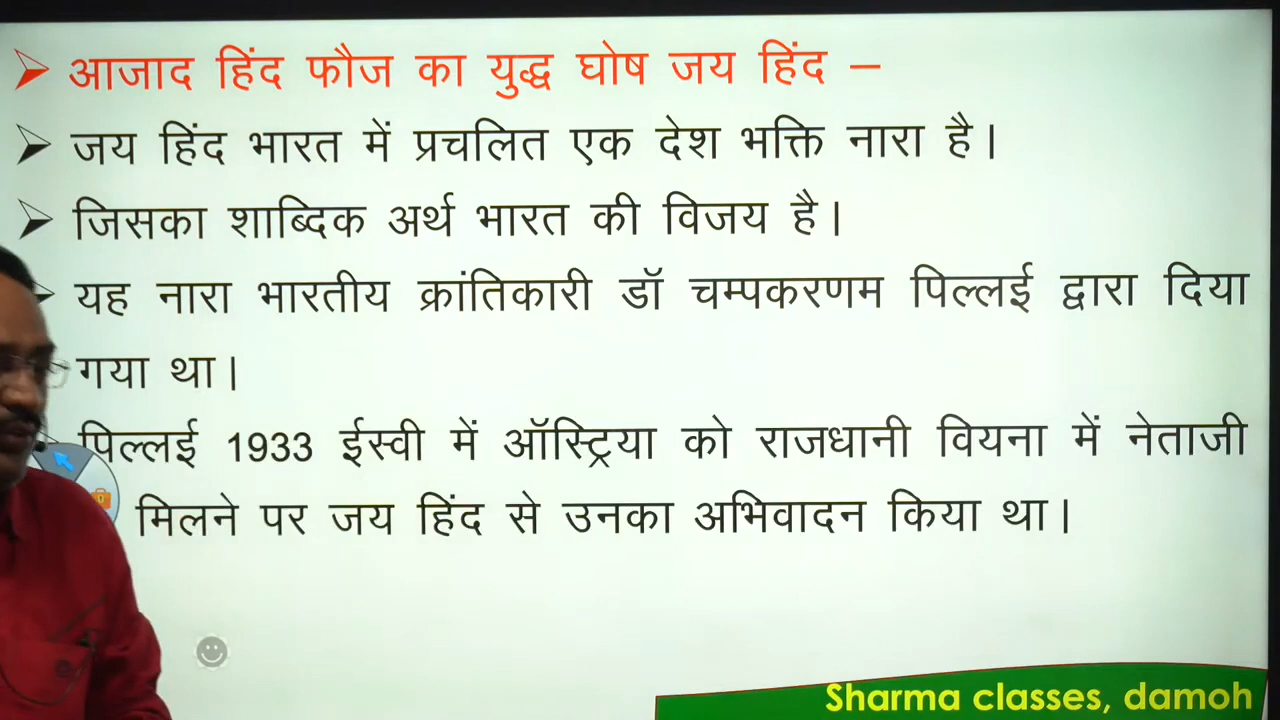 आजाद हिंद फौज का युद्ध घोष जय हिंद –
जय हिंद भारत में प्रचलित एक देश भक्ति नारा है।
जिसका शाब्दिक अर्थ भारत की विजय है।
यह नारा भारतीय क्रांतिकारी डॉ चम्पकरणम पिल्लई द्वारा दिया
गया था।
पिल्लई 1933 ईस्वी में ऑस्ट्रिया को राजधानी वियना में नेताजी
मिलने पर जय हिंद से उनका अभिवादन किया था।
Sharma classes, damoh